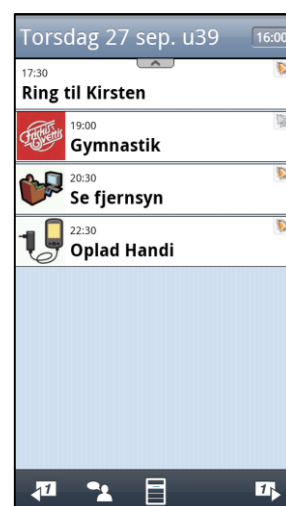 Torsdag 27 sep. u39
16:00
17:30
Ring til Kirsten
19:00
Gymnastik
20:30
Se fjernsyn
22:30
Oplad Handi
1
1